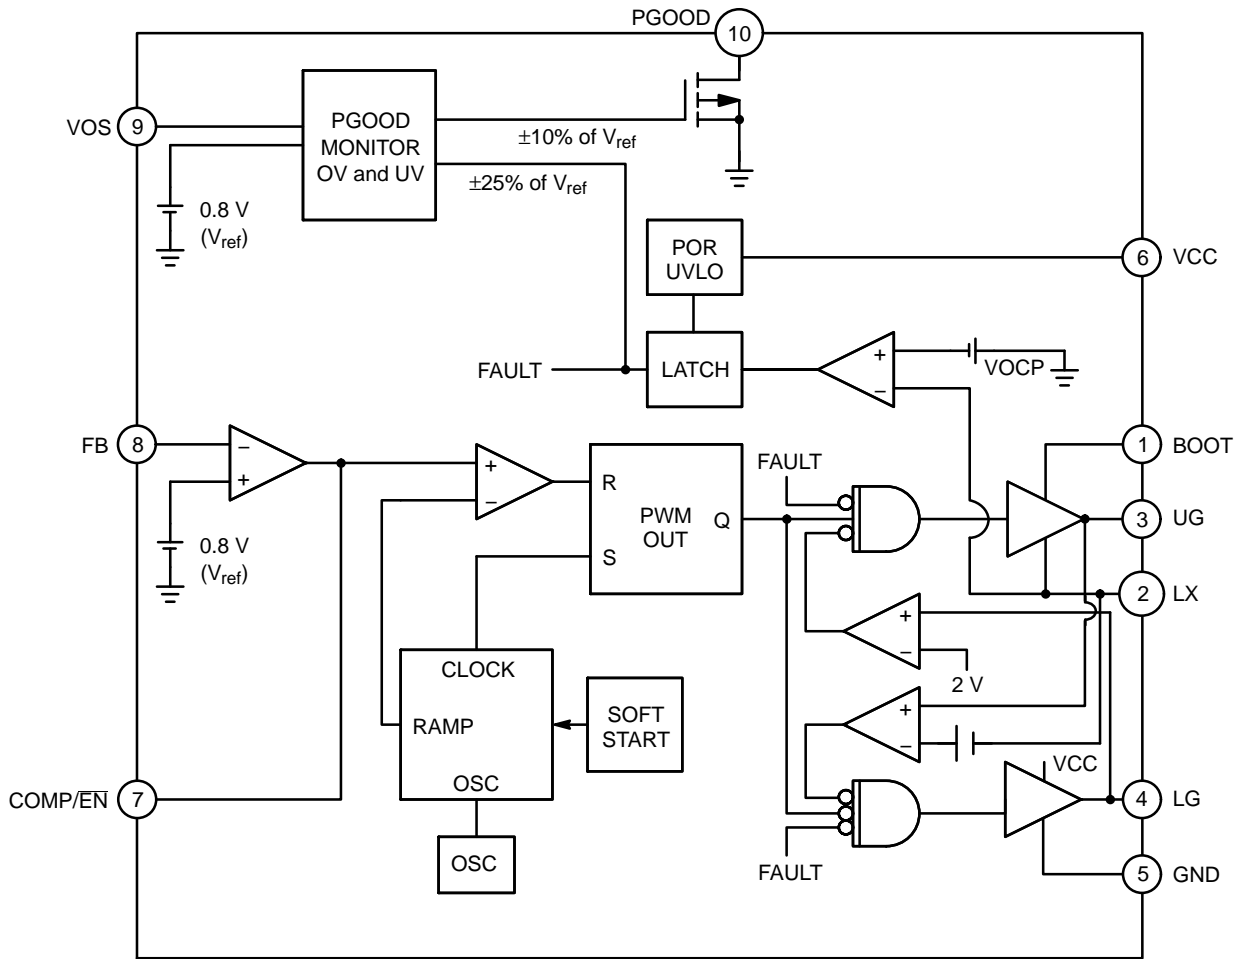 PGOOD
10
VOS
9
PGOOD
MONITOR
OV and UV
±10% of Vref
±25% of Vref
0.8 V
(Vref)
POR
UVLO
6
VCC
FAULT
LATCH
+
−
VOCP
FB
8
−
+
0.8 V
(Vref)
+
−
R
S
PWM
OUT
Q
FAULT
1
BOOT
3
UG
2
LX
+
−
2 V
CLOCK
RAMP
OSC
SOFT
START
+
−
VCC
COMP/E̅N̅
7
4
LG
OSC
FAULT
5
GND